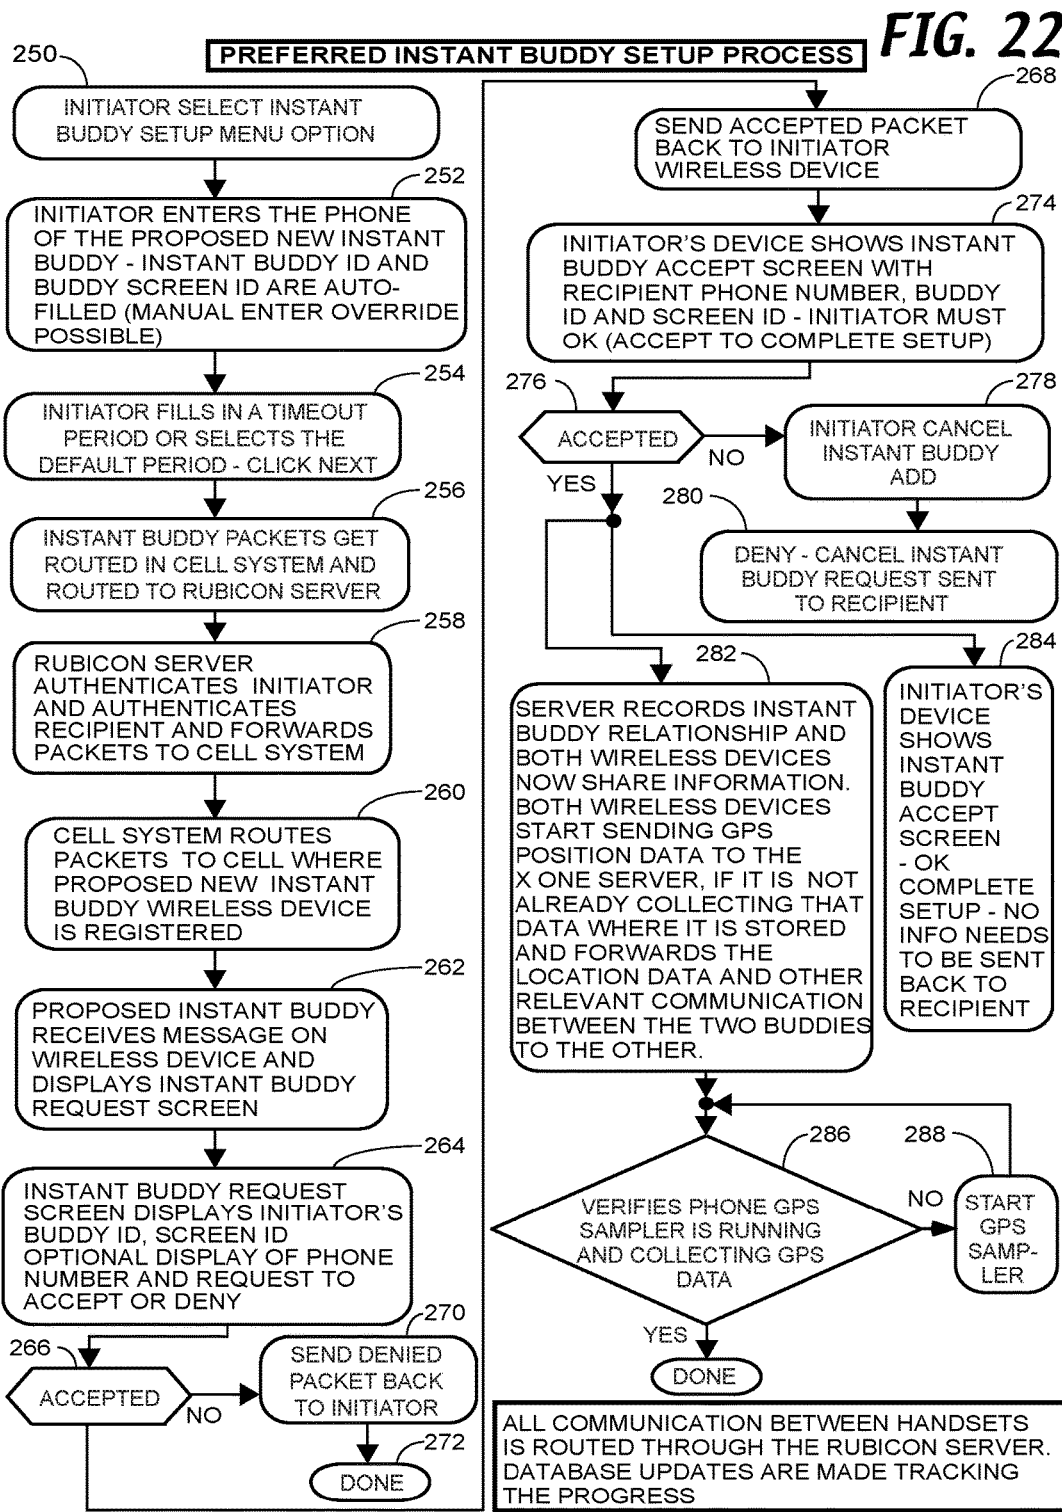 FIG. 22
PREFERRED INSTANT BUDDY SETUP PROCESS
250
INITIATOR SELECT INSTANT
BUDDY SETUP MENU OPTION
252
INITIATOR ENTERS THE PHONE
OF THE PROPOSED NEW INSTANT
BUDDY - INSTANT BUDDY ID AND
BUDDY SCREEN ID ARE AUTO-
FILLED (MANUAL ENTER OVERRIDE
POSSIBLE)
254
INITIATOR FILLS IN A TIMEOUT
PERIOD OR SELECTS THE
DEFAULT PERIOD - CLICK NEXT
256
INSTANT BUDDY PACKETS GET
ROUTED IN CELL SYSTEM AND
ROUTED TO RUBICON SERVER
258
RUBICON SERVER
AUTHENTICATES INITIATOR
AND AUTHENTICATES
RECIPIENT AND FORWARDS
PACKETS TO CELL SYSTEM
260
CELL SYSTEM ROUTES
PACKETS TO CELL WHERE
PROPOSED NEW INSTANT
BUDDY WIRELESS DEVICE
IS REGISTERED
262
PROPOSED INSTANT BUDDY
RECEIVES MESSAGE ON
WIRELESS DEVICE AND
DISPLAYS INSTANT BUDDY
REQUEST SCREEN
264
INSTANT BUDDY REQUEST
SCREEN DISPLAYS INITIATOR'S
BUDDY ID, SCREEN ID
OPTIONAL DISPLAY OF PHONE
NUMBER AND REQUEST TO
ACCEPT OR DENY
266
ACCEPTED
NO
270
SEND DENIED
PACKET BACK
TO INITIATOR
272
DONE
268
SEND ACCEPTED PACKET
BACK TO INITIATOR
WIRELESS DEVICE
274
INITIATOR'S DEVICE SHOWS INSTANT
BUDDY ACCEPT SCREEN WITH
RECIPIENT PHONE NUMBER, BUDDY
ID AND SCREEN ID - INITIATOR MUST
OK (ACCEPT TO COMPLETE SETUP)
276
ACCEPTED
NO
YES
278
INITIATOR CANCEL
INSTANT BUDDY
ADD
280
DENY - CANCEL INSTANT
BUDDY REQUEST SENT
TO RECIPIENT
282
SERVER RECORDS INSTANT
BUDDY RELATIONSHIP AND
BOTH WIRELESS DEVICES
NOW SHARE INFORMATION.
BOTH WIRELESS DEVICES
START SENDING GPS
POSITION DATA TO THE
X ONE SERVER, IF IT IS NOT
ALREADY COLLECTING THAT
DATA WHERE IT IS STORED
AND FORWARDS THE
LOCATION DATA AND OTHER
RELEVANT COMMUNICATION
BETWEEN THE TWO BUDDIES
TO THE OTHER.
284
INITIATOR'S
DEVICE
SHOWS
INSTANT
BUDDY
ACCEPT
SCREEN
- OK
COMPLETE
SETUP - NO
INFO NEEDS
TO BE SENT
BACK TO
RECIPIENT
286
VERIFIES PHONE GPS
SAMPLER IS RUNNING
AND COLLECTING GPS
DATA
NO
288
START
GPS
SAMP-
LER
YES
DONE
ALL COMMUNICATION BETWEEN HANDSETS
IS ROUTED THROUGH THE RUBICON SERVER.
DATABASE UPDATES ARE MADE TRACKING
THE PROGRESS